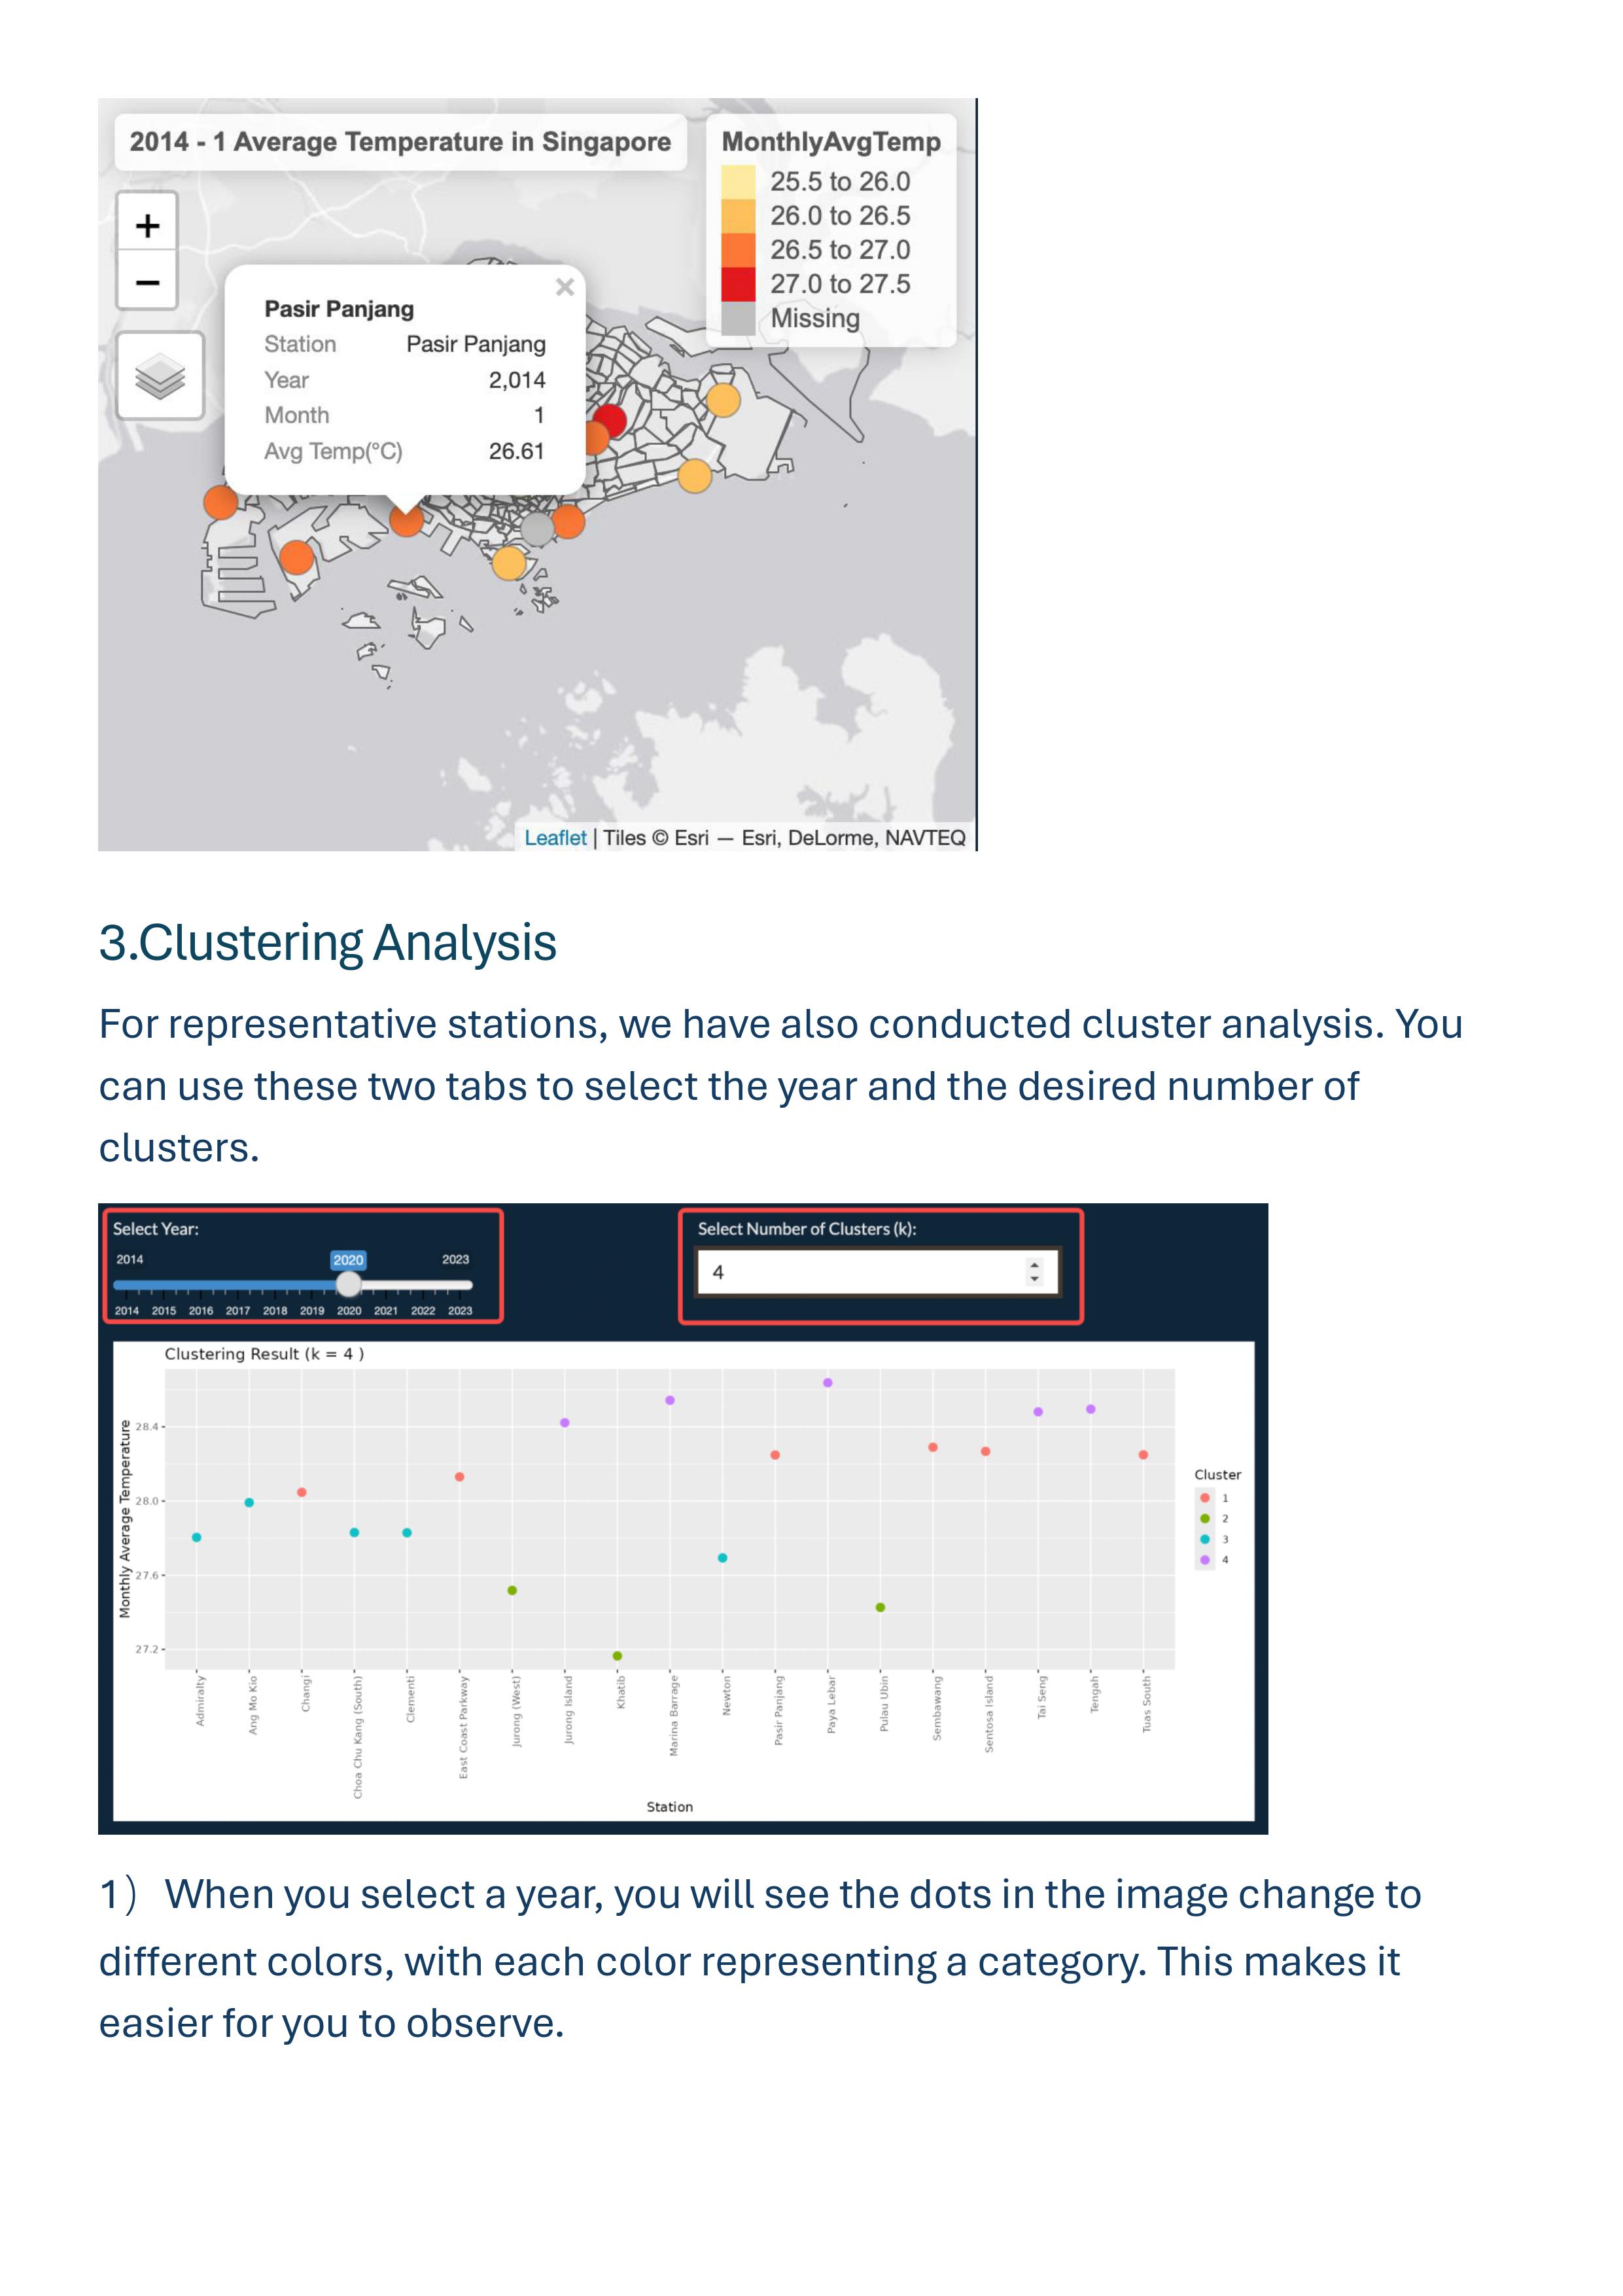 2014 - 1 Average Temperature in Singapore
MonthlyAvgTemp
25.5 to 26.0
26.0 to 26.5
26.5 to 27.0
27.0 to 27.5
Missing
+
−
Pasir Panjang
Station Pasir Panjang
Year 2,014
Month 1
Avg Temp(°C) 26.61
Leaflet | Tiles © Esri — Esri, DeLorme, NAVTEQ
3.Clustering Analysis
For representative stations, we have also conducted cluster analysis. You
can use these two tabs to select the year and the desired number of
clusters.
Select Year:
2014 2020 2023
2014 2015 2016 2017 2018 2019 2020 2021 2022 2023
Select Number of Clusters (k):
4
Clustering Result (k = 4 )
Monthly Average Temperature
28.4
28.0
27.6
27.2
Admiralty
Ang Mo Kio
Changi
Choa Chu Kang (South)
Clementi
East Coast Parkway
Jurong (West)
Jurong Island
Khatib
Marina Barrage
Newton
Pasir Panjang
Paya Lebar
Pulau Ubin
Sembawang
Sentosa Island
Tai Seng
Tengah
Tuas South
Station
Cluster
1
2
3
4
1）When you select a year, you will see the dots in the image change to
different colors, with each color representing a category. This makes it
easier for you to observe.